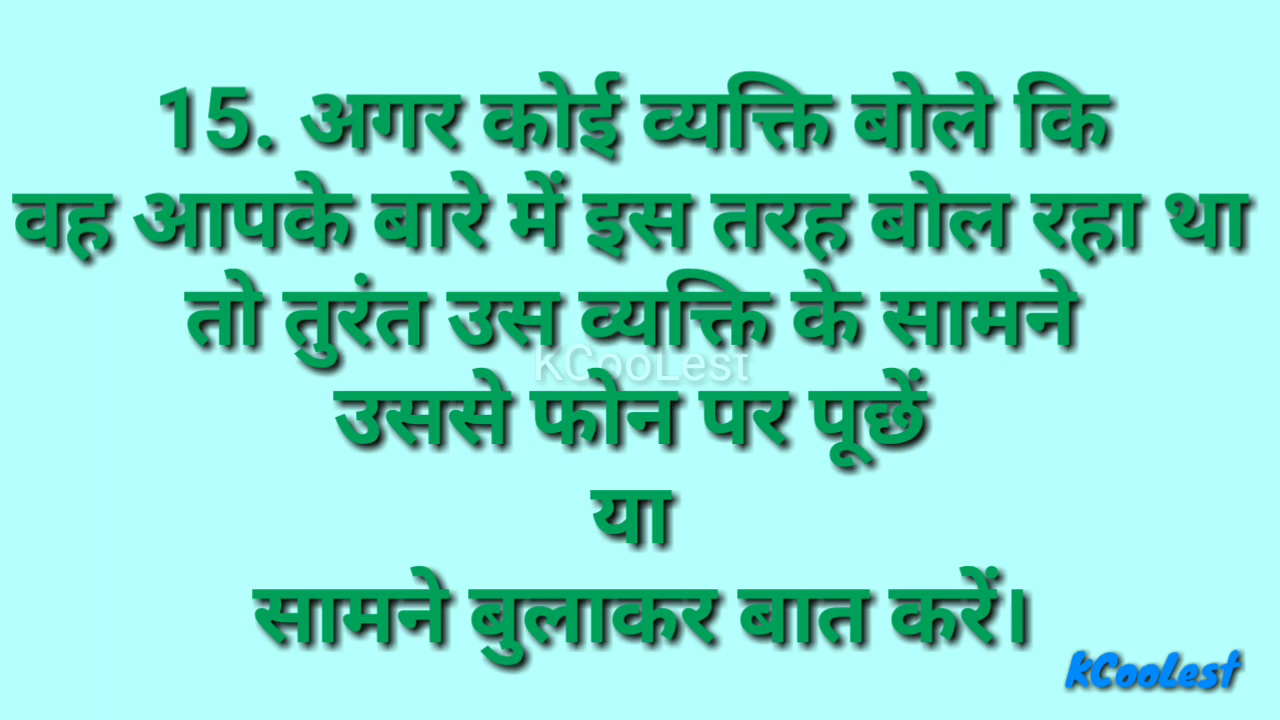 15. अगर कोई व्यक्ति बोले कि
वह आपके बारे में इस तरह बोल रहा था
तो तुरंत उस व्यक्ति के सामने
KCooLest
उससे फोन पर पूछें
या
सामने बुलाकर बात करें।
KCooLest